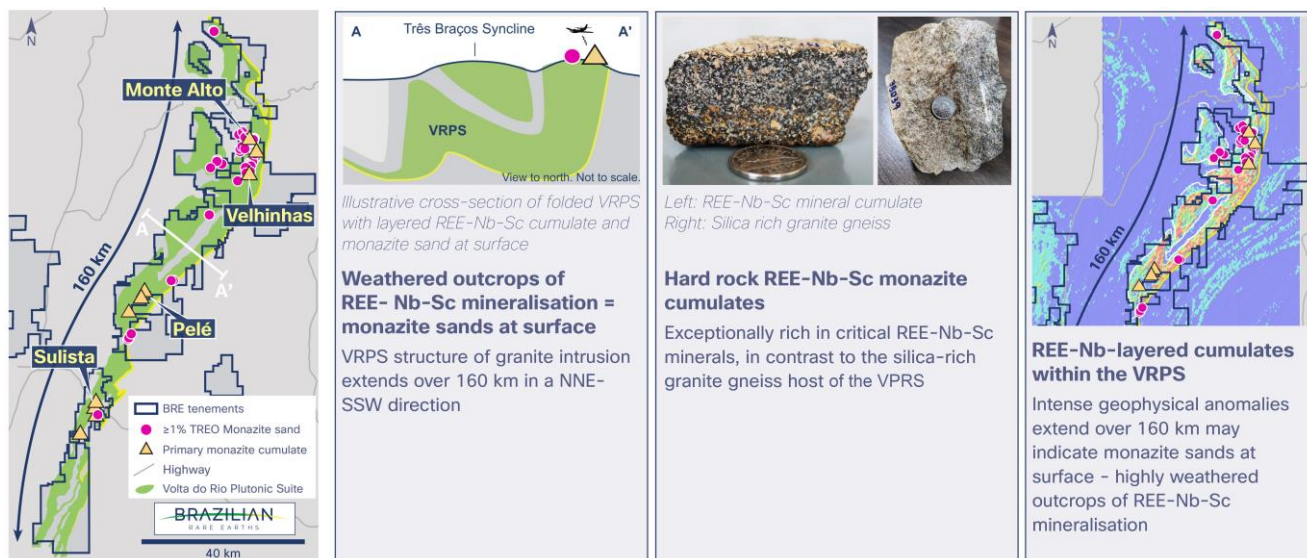 N
Monte Alto
Velhinhas
A
A'
160 km
Pelé
Sulista
BRE tenements
≥1% TREO Monazite sand
Primary monazite cumulate
Highway
Volta do Rio Plutonic Suite
BRAZILIAN
RARE EARTHS
40 km
A
Três Braços Syncline
A'
VRPS
View to north. Not to scale.
Illustrative cross-section of folded VRPS
with layered REE-Nb-Sc cumulate and
monazite sand at surface
Weathered outcrops of
REE- Nb-Sc mineralisation =
monazite sands at surface
VRPS structure of granite intrusion
extends over 160 km in a NNE-
SSW direction
Left: REE-Nb-Sc mineral cumulate
Right: Silica rich granite gneiss
Hard rock REE-Nb-Sc monazite
cumulates
Exceptionally rich in critical REE-Nb-Sc
minerals, in contrast to the silica-rich
granite gneiss host of the VPRS
N
160 km
REE-Nb-layered cumulates
within the VRPS
Intense geophysical anomalies
extend over 160 km may
indicate monazite sands at
surface - highly weathered
outcrops of REE-Nb-Sc
mineralisation